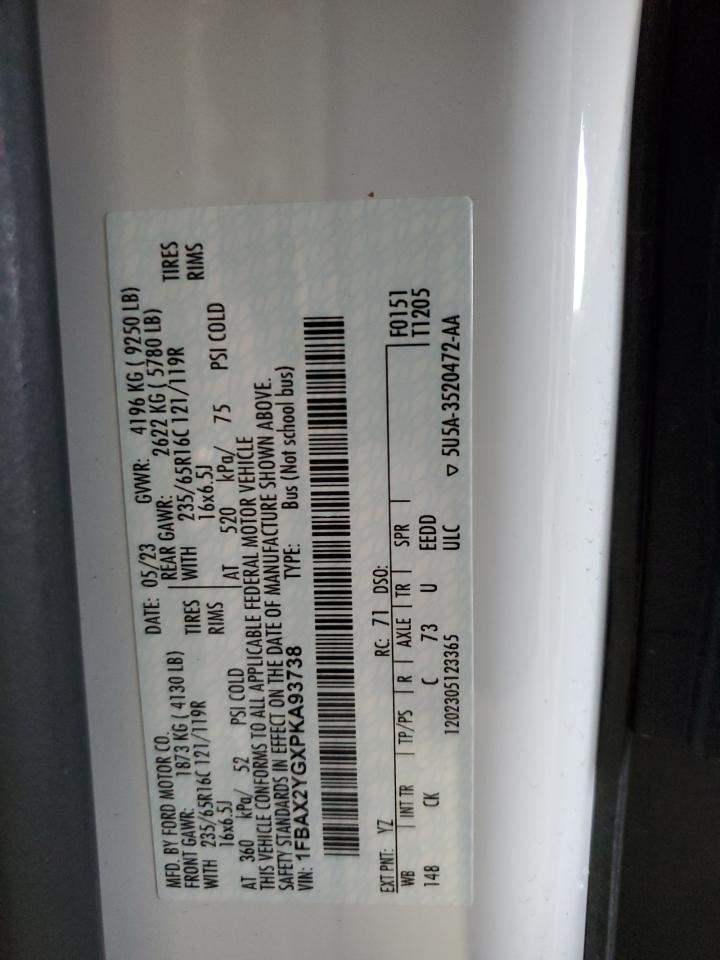 MFD. BY FORD MOTOR CO. DATE: 05/23 GVWR: 4196 KG ( 9250 LB)
FRONT GAWR: 1873 KG ( 4130 LB) REAR GAWR: 2622 KG ( 5780 LB)
WITH 235/65R16C 121/119R TIRES WITH 235/65R16C 121/119R TIRES
16x6.5J RIMS 16x6.5J RIMS
AT 360 kPa/ 52 PSI COLD AT 520 kPa/ 75 PSI COLD
THIS VEHICLE CONFORMS TO ALL APPLICABLE FEDERAL MOTOR VEHICLE
SAFETY STANDARDS IN EFFECT ON THE DATE OF MANUFACTURE SHOWN ABOVE.
VIN: 1FBAX2YGXPKA93738 TYPE: Bus (Not school bus)
EXT PNT: YZ RC: 71 DSO: F0151
WB INT TR TP/PS R AXLE TR SPR T1205
148 CK C 73 U EEDD
1202305123365 ULC ▽ 5U5A-3520472-AA